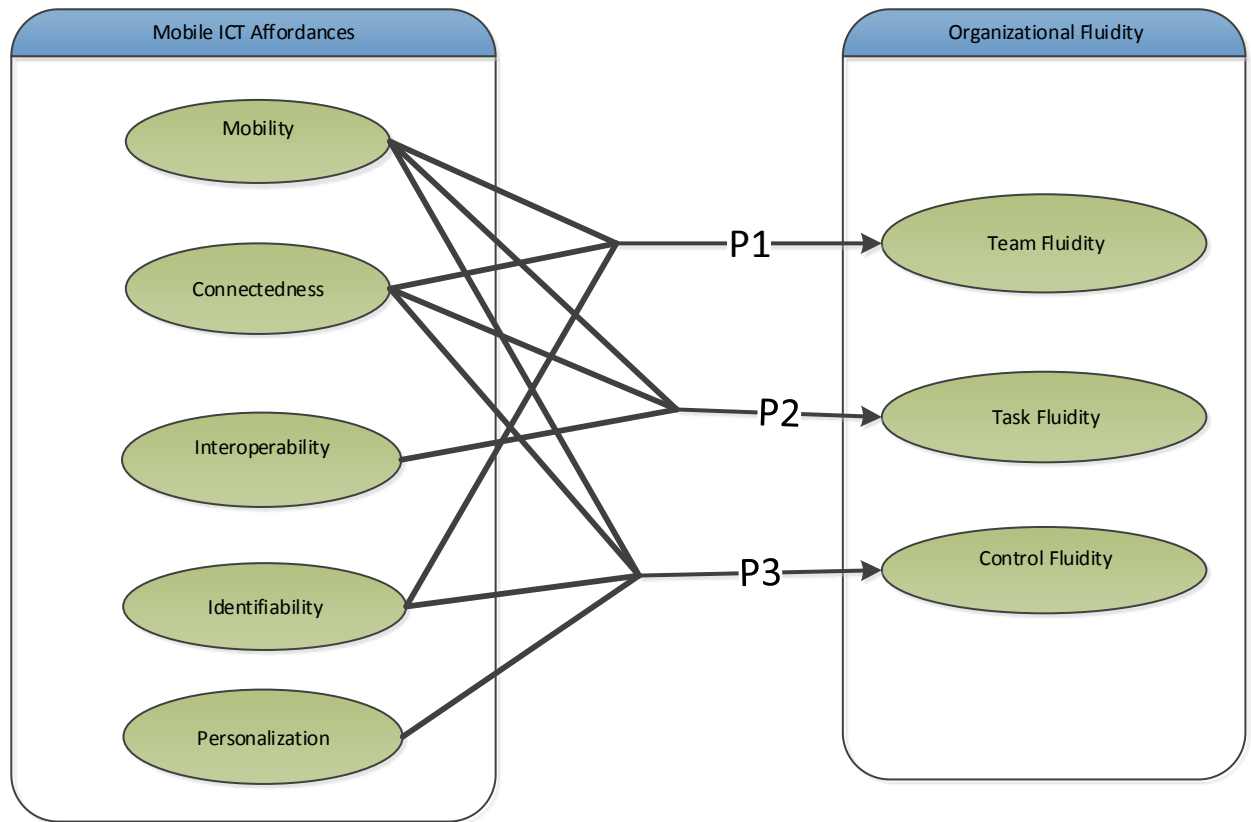 Mobile ICT Affordances
Organizational Fluidity
Mobility
Connectedness
Interoperability
Identifiability
Personalization
P1
P2
P3
Team Fluidity
Task Fluidity
Control Fluidity